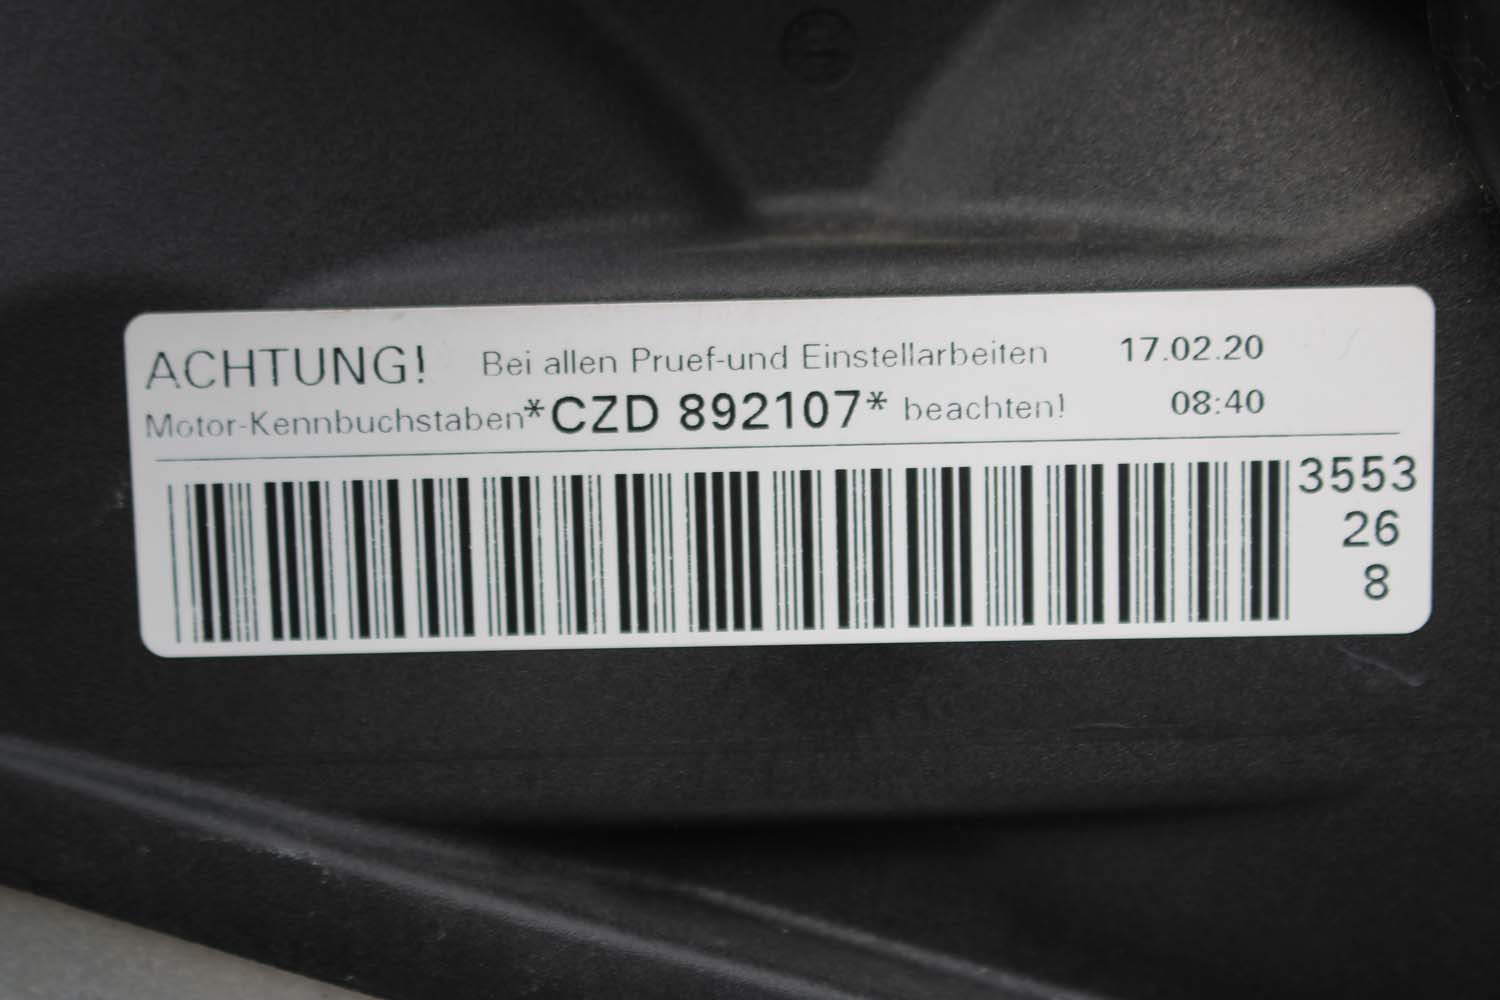 ACHTUNG! Bei allen Pruef-und Einstellarbeiten 17.02.20
Motor-Kennbuchstaben*CZD 892107* beachten! 08:40
3553
26
8